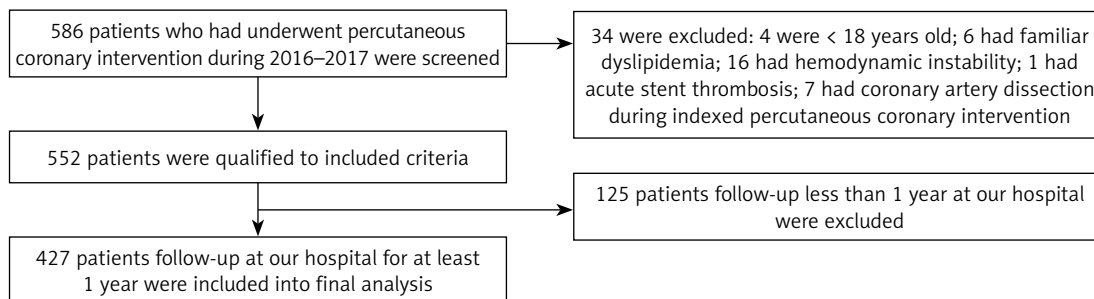 586 patients who had underwent percutaneous
coronary intervention during 2016–2017 were screened
34 were excluded: 4 were < 18 years old; 6 had familiar
dyslipidemia; 16 had hemodynamic instability; 1 had
acute stent thrombosis; 7 had coronary artery dissection
during indexed percutaneous coronary intervention
552 patients were qualified to included criteria
125 patients follow-up less than 1 year at our hospital
were excluded
427 patients follow-up at our hospital for at least
1 year were included into final analysis